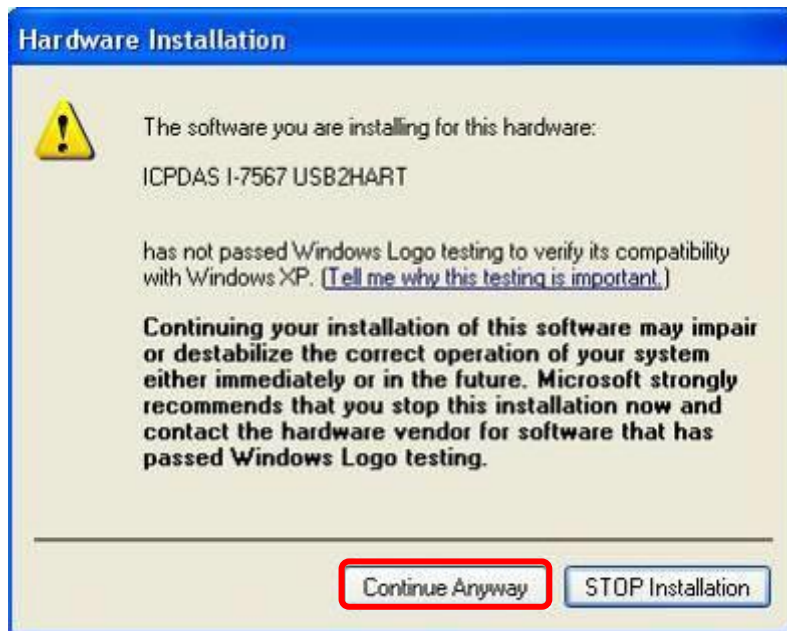 Hardware Installation
The software you are installing for this hardware:
ICPDAS I-7567 USB2HART
has not passed Windows Logo testing to verify its compatibility
with Windows XP. (Tell me why this testing is important.)
Continuing your installation of this software may impair
or destabilize the correct operation of your system
either immediately or in the future. Microsoft strongly
recommends that you stop this installation now and
contact the hardware vendor for software that has
passed Windows Logo testing.
Continue Anyway
STOP Installation